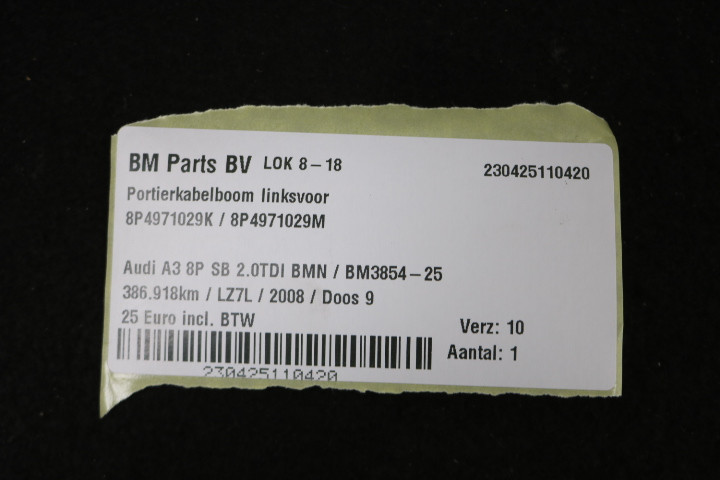 BM Parts BV LOK 8-18 230425110420
Portierkabelboom linksvoor
8P4971029K / 8P4971029M
Audi A3 8P SB 2.0TDI BMN / BM3854-25
386.918km / LZ7L / 2008 / Doos 9
25 Euro incl. BTW
Verz: 10
Aantal: 1
230425110420